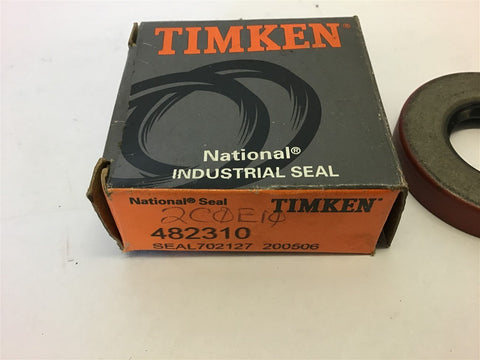 TIMKEN
National®
INDUSTRIAL SEAL
National® Seal TIMKEN
482310
SEAL702127 200506